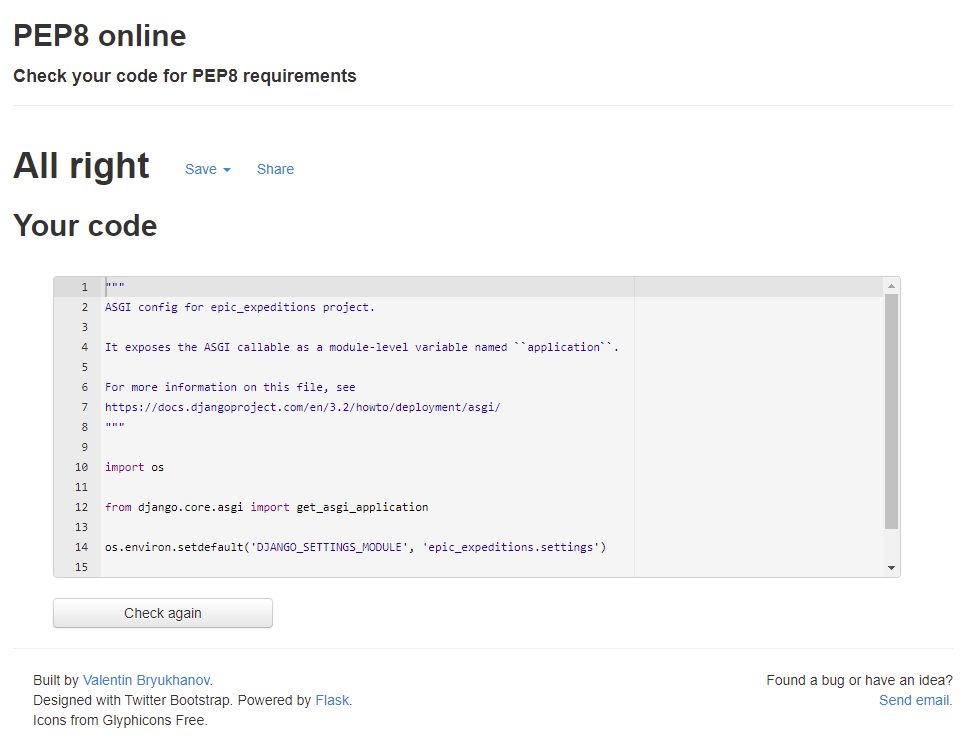 PEP8 online
Check your code for PEP8 requirements
All right Save Share
Your code
1 """
2 ASGI config for epic_expeditions project.
3
4 It exposes the ASGI callable as a module-level variable named ``application``.
5
6 For more information on this file, see
7 https://docs.djangoproject.com/en/3.2/howto/deployment/asgi/
8 """
9
10 import os
11
12 from django.core.asgi import get_asgi_application
13
14 os.environ.setdefault('DJANGO_SETTINGS_MODULE', 'epic_expeditions.settings')
15
Check again
Built by Valentin Bryukhanov.
Designed with Twitter Bootstrap. Powered by Flask.
Icons from Glyphicons Free.
Found a bug or have an idea?
Send email.